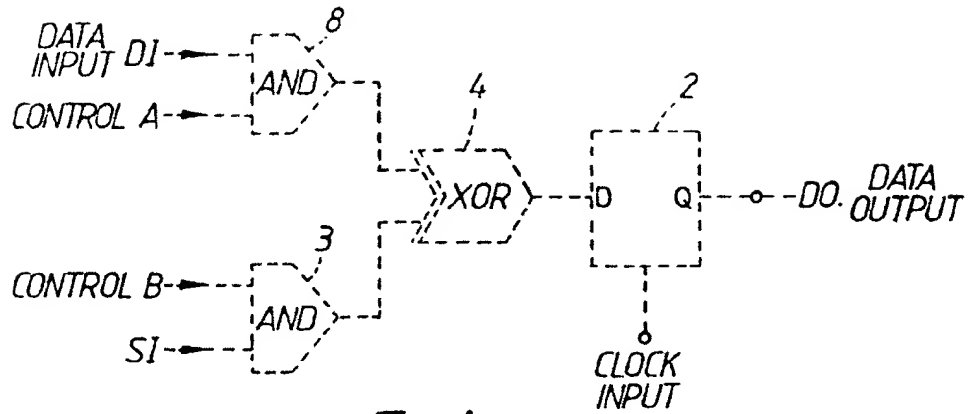 8
DATA
INPUT DI
AND
CONTROL A
4
2
XOR
D Q
DO. DATA
OUTPUT
3
CONTROL B
AND
SI
CLOCK
INPUT